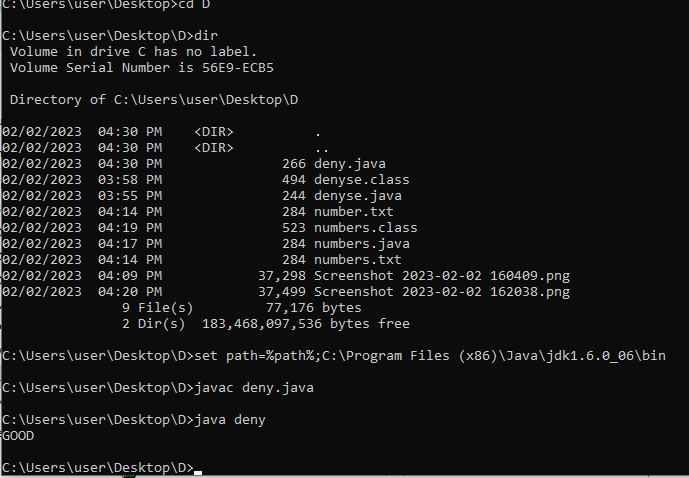 C:\Users\user\Desktop>cd D
C:\Users\user\Desktop\D>dir
 Volume in drive C has no label.
 Volume Serial Number is 56E9-ECB5
 Directory of C:\Users\user\Desktop\D
02/02/2023  04:30 PM    <DIR>          .
02/02/2023  04:30 PM    <DIR>          ..
02/02/2023  04:30 PM               266 deny.java
02/02/2023  03:58 PM               494 denyse.class
02/02/2023  03:55 PM               244 denyse.java
02/02/2023  04:14 PM               284 number.txt
02/02/2023  04:19 PM               523 numbers.class
02/02/2023  04:17 PM               284 numbers.java
02/02/2023  04:14 PM               284 numbers.txt
02/02/2023  04:09 PM            37,298 Screenshot 2023-02-02 160409.png
02/02/2023  04:20 PM            37,499 Screenshot 2023-02-02 162038.png
               9 File(s)         77,176 bytes
               2 Dir(s)  183,468,097,536 bytes free
C:\Users\user\Desktop\D>set path=%path%;C:\Program Files (x86)\Java\jdk1.6.0_06\bin
C:\Users\user\Desktop\D>javac deny.java
C:\Users\user\Desktop\D>java deny
GOOD
C:\Users\user\Desktop\D>